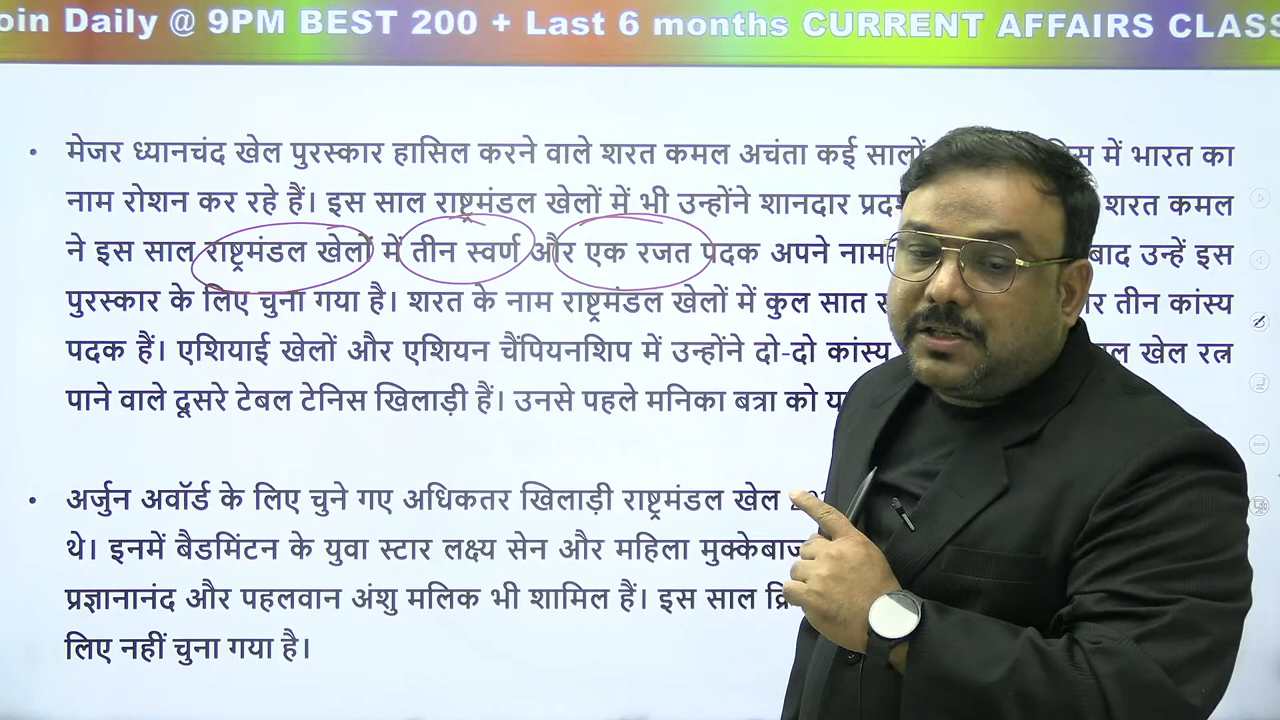 oin Daily @ 9PM BEST 200 + Last 6 months CURRENT AFFAIRS CLASS
• मेजर ध्यानचंद खेल पुरस्कार हासिल करने वाले शरत कमल अचंता कई सालों में भारत का
नाम रोशन कर रहे हैं। इस साल राष्ट्रमंडल खेलों में भी उन्होंने शानदार शरत कमल
ने इस साल राष्ट्रमंडल खेलों में तीन स्वर्ण और एक रजत पदक अपने नाम बाद उन्हें इस
पुरस्कार के लिए चुना गया है। शरत के नाम राष्ट्रमंडल खेलों में कुल सात तीन कांस्य
पदक हैं। एशियाई खेलों और एशियन चैंपियनशिप में उन्होंने दो-दो कांस्य खेल रत्न
पाने वाले दूसरे टेबल टेनिस खिलाड़ी हैं। उनसे पहले मनिका बत्रा को
• अर्जुन अवॉर्ड के लिए चुने गए अधिकतर खिलाड़ी राष्ट्रमंडल खेल
थे। इनमें बैडमिंटन के युवा स्टार लक्ष्य सेन और महिला मुक्केबाज
प्रज्ञानानंद और पहलवान अंशु मलिक भी शामिल हैं। इस साल
लिए नहीं चुना गया है।